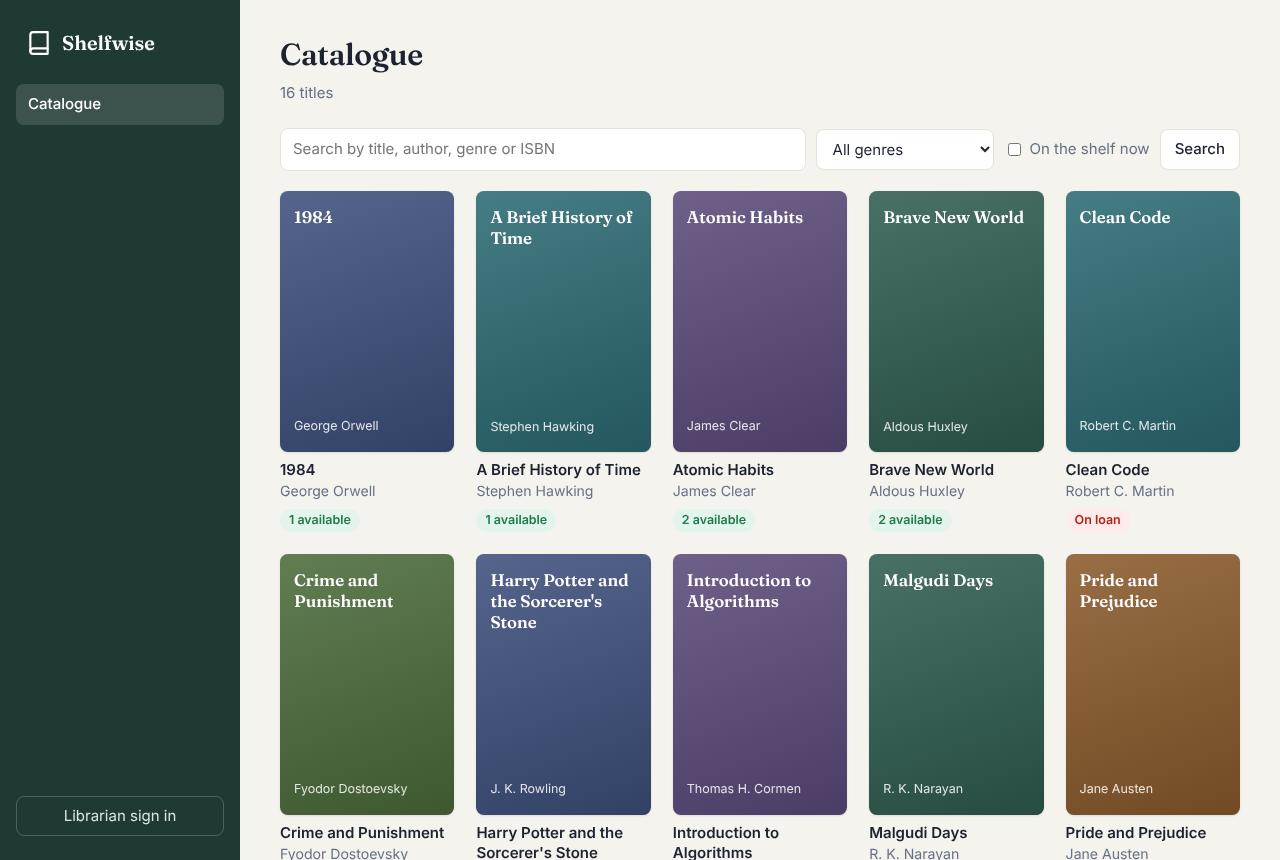 Shelfwise
Catalogue
Librarian sign in
Catalogue
16 titles
Search by title, author, genre or ISBN
All genres
On the shelf now
Search
1984
George Orwell
1984
George Orwell
1 available
A Brief History of
Time
Stephen Hawking
A Brief History of Time
Stephen Hawking
1 available
Atomic Habits
James Clear
Atomic Habits
James Clear
2 available
Brave New World
Aldous Huxley
Brave New World
Aldous Huxley
2 available
Clean Code
Robert C. Martin
Clean Code
Robert C. Martin
On loan
Crime and
Punishment
Fyodor Dostoevsky
Crime and Punishment
Fyodor Dostoevsky
Harry Potter and
the Sorcerer's
Stone
J. K. Rowling
Harry Potter and the
Sorcerer's Stone
Introduction to
Algorithms
Thomas H. Cormen
Introduction to
Algorithms
Malgudi Days
R. K. Narayan
Malgudi Days
R. K. Narayan
Pride and
Prejudice
Jane Austen
Pride and Prejudice
Jane Austen